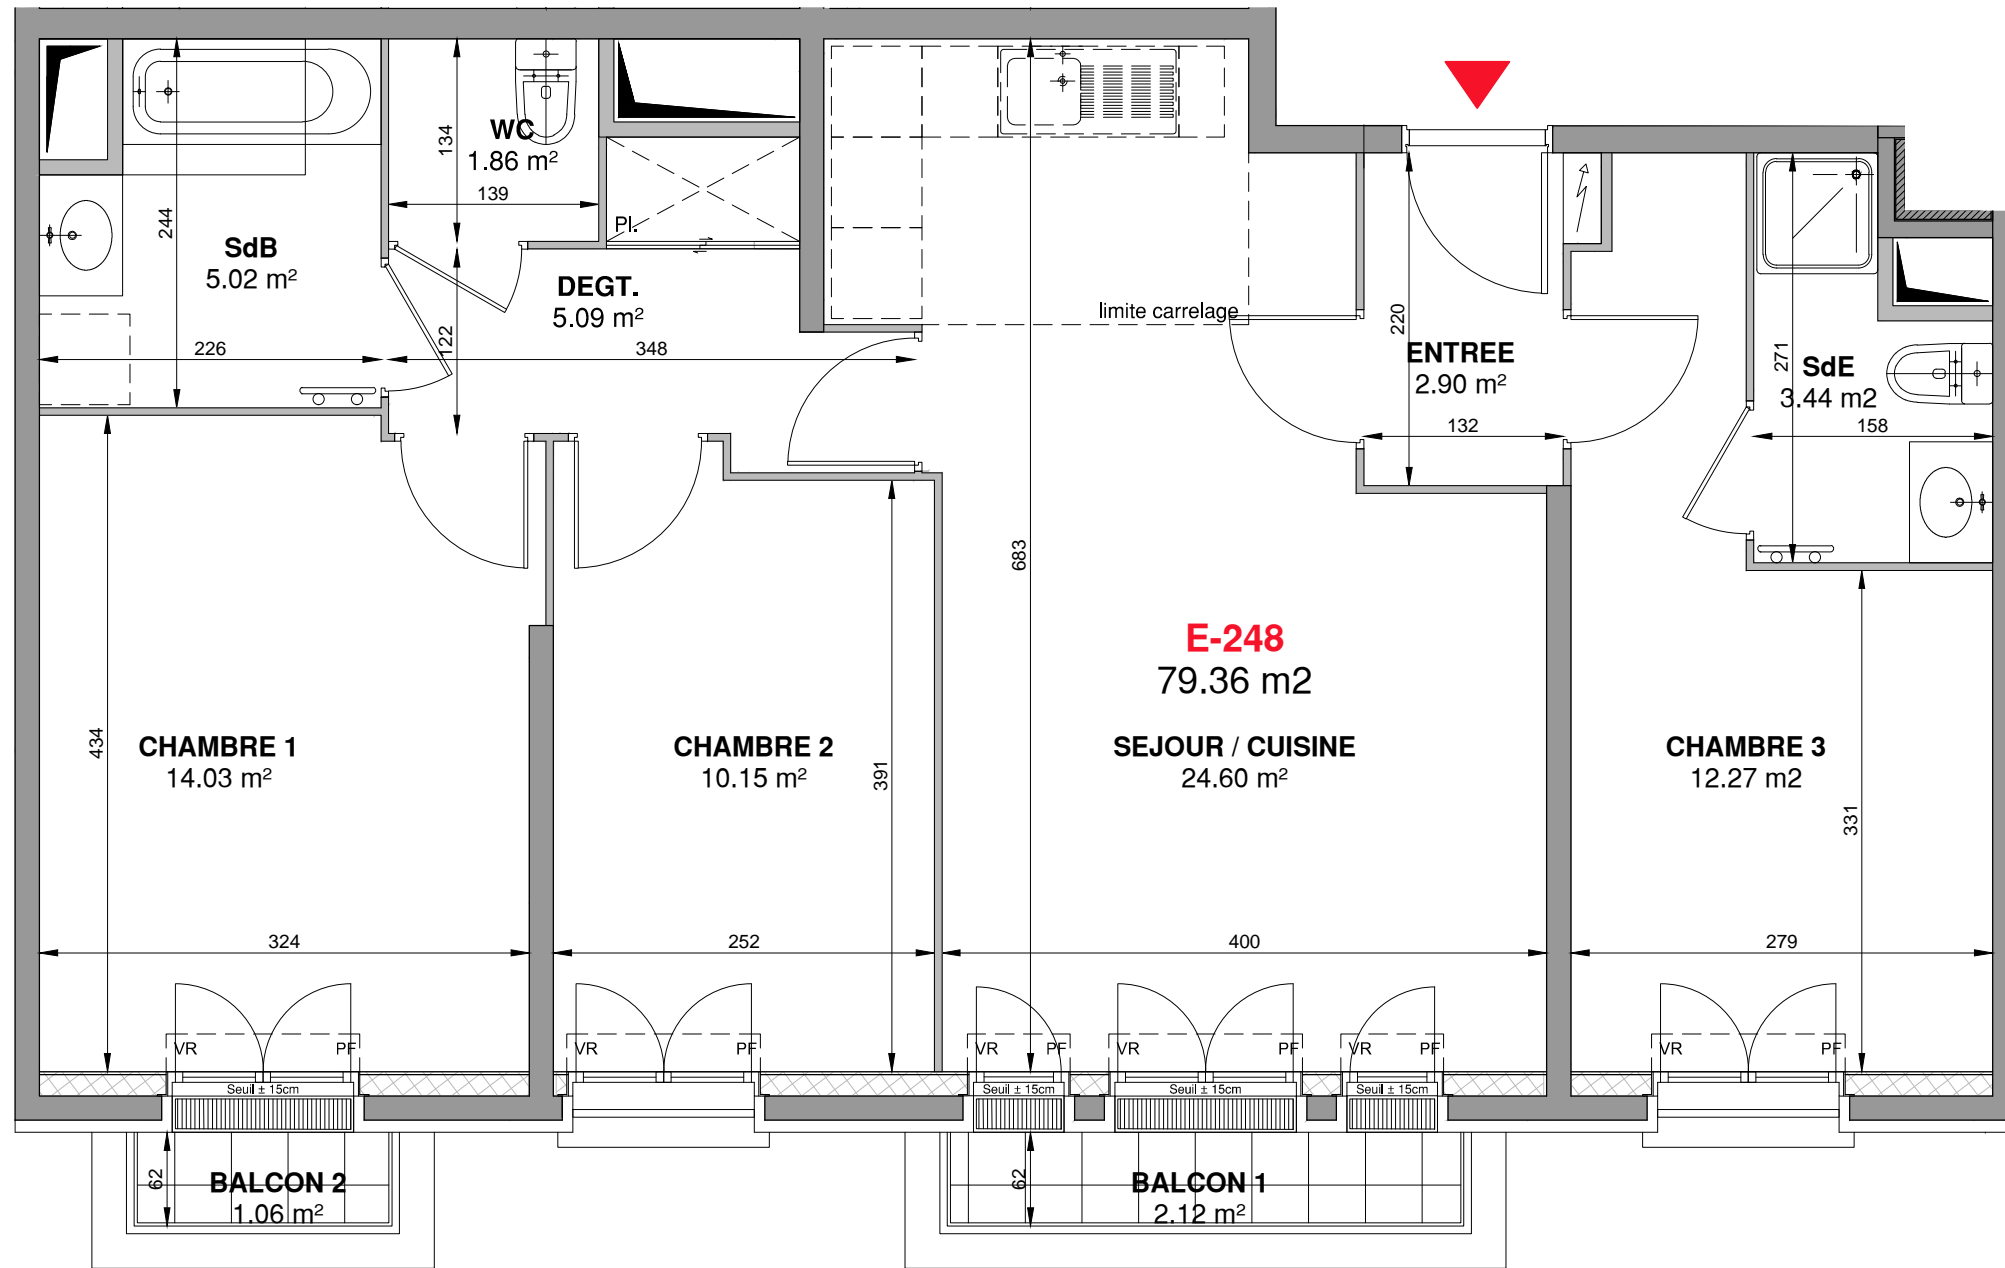 WC
1.86 m²
134
139
Pl.
244
SdB
5.02 m²
DEGT.
5.09 m²
122
226
348
limite carrelage
220
ENTREE
2.90 m²
132
271
SdE
3.44 m2
158
683
E-248
79.36 m2
434
CHAMBRE 1
14.03 m²
CHAMBRE 2
10.15 m²
391
SEJOUR / CUISINE
24.60 m²
CHAMBRE 3
12.27 m2
331
324
252
400
279
VR PF
VR PF
VR PF
VR PF
VR PF
VR PF
Seuil ± 15cm
Seuil ± 15cm
Seuil ± 15cm
Seuil ± 15cm
62
BALCON 2
1.06 m²
62
BALCON 1
2.12 m²